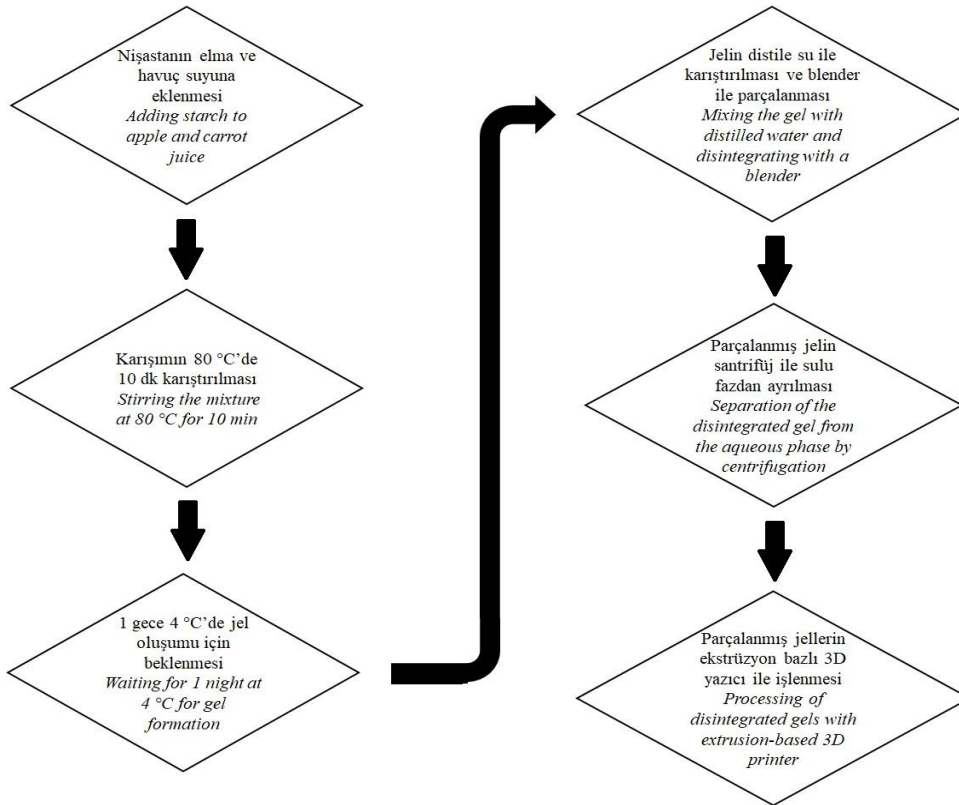 Nişastanın elma ve
havuç suyuna
eklenmesi
Adding starch to
apple and carrot
juice
Karışımın 80 °C’de
10 dk karıştırılması
Stirring the mixture
at 80 °C for 10 min
1 gece 4 °C’de jel
oluşumu için
beklenmesi
Waiting for 1 night at
4 °C for gel
formation
Jelin distile su ile
karıştırılması ve blender
ile parçalanması
Mixing the gel with
distilled water and
disintegrating with a
blender
Parçalanmış jelin
santrifüj ile sulu
fazdan ayrılması
Separation of the
disintegrated gel from
the aqueous phase by
centrifugation
Parçalanmış jellerin
ekstrüzyon bazlı 3D
yazıcı ile işlenmesi
Processing of
disintegrated gels with
extrusion-based 3D
printer